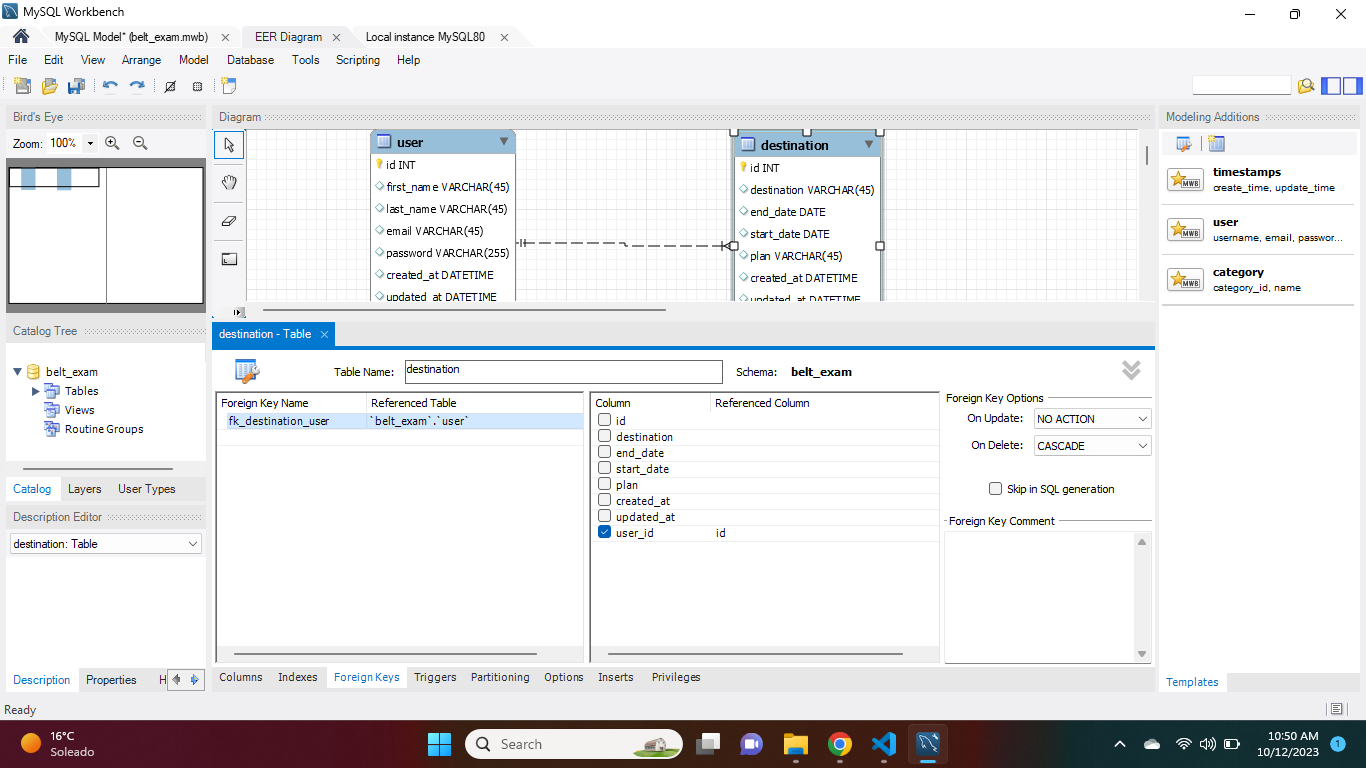 MySQL Workbench
MySQL Model* (belt_exam.mwb)
EER Diagram
Local instance MySQL80
File Edit View Arrange Model Database Tools Scripting Help
Bird's Eye
Zoom: 100%
Diagram
user
id INT
first_name VARCHAR(45)
last_name VARCHAR(45)
email VARCHAR(45)
password VARCHAR(255)
created_at DATETIME
updated_at DATETIME
destination
id INT
destination VARCHAR(45)
end_date DATE
start_date DATE
plan VARCHAR(45)
created_at DATETIME
updated_at DATETIME
Modeling Additions
MWB
timestamps
create_time, update_time
MWB
user
username, email, passwor...
MWB
category
category_id, name
Catalog Tree
belt_exam
Tables
Views
Routine Groups
Catalog Layers User Types
Description Editor
destination: Table
Description Properties H
destination - Table
Table Name: destination Schema: belt_exam
Foreign Key Name Referenced Table
fk_destination_user `belt_exam`.`user`
Column Referenced Column
id
destination
end_date
start_date
plan
created_at
updated_at
user_id id
Foreign Key Options
On Update: NO ACTION
On Delete: CASCADE
Skip in SQL generation
Foreign Key Comment
Columns Indexes Foreign Keys Triggers Partitioning Options Inserts Privileges
Templates
Ready
16°C
Soleado
Search
10:50 AM
10/12/2023
1